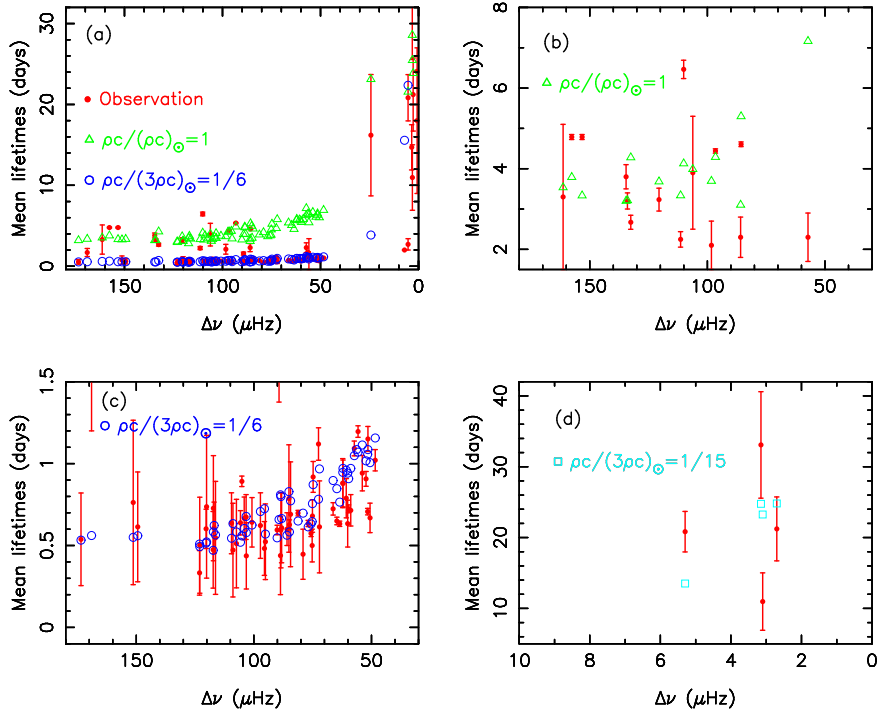 (a)
Observation
ρc/(ρc)☉=1
ρc/(3ρc)☉=1/6
Mean lifetimes (days)
0
10
20
30
150
100
50
0
Δν (μHz)
(b)
ρc/(ρc)☉=1
Mean lifetimes (days)
2
4
6
8
150
100
50
Δν (μHz)
(c)
ρc/(3ρc)☉=1/6
Mean lifetimes (days)
0
0.5
1
1.5
150
100
50
Δν (μHz)
(d)
ρc/(3ρc)☉=1/15
Mean lifetimes (days)
10
20
30
40
10
8
6
4
2
0
Δν (μHz)